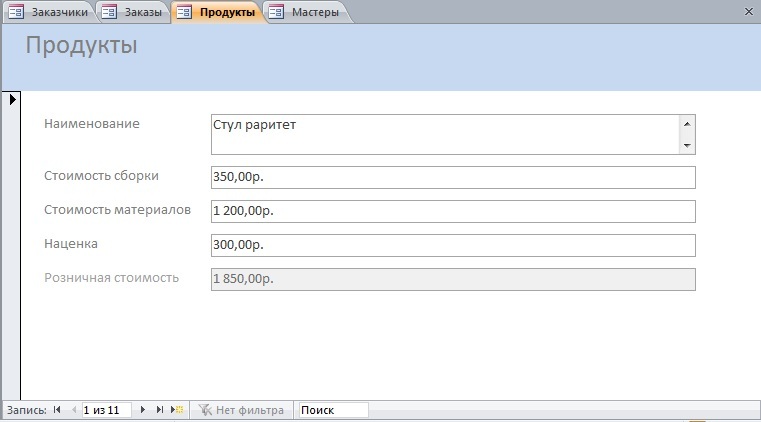 Заказчики Заказы Продукты Мастеры
Продукты
Наименование Стул раритет
Стоимость сборки 350,00р.
Стоимость материалов 1 200,00р.
Наценка 300,00р.
Розничная стоимость 1 850,00р.
Запись: 1 из 11 Нет фильтра Поиск